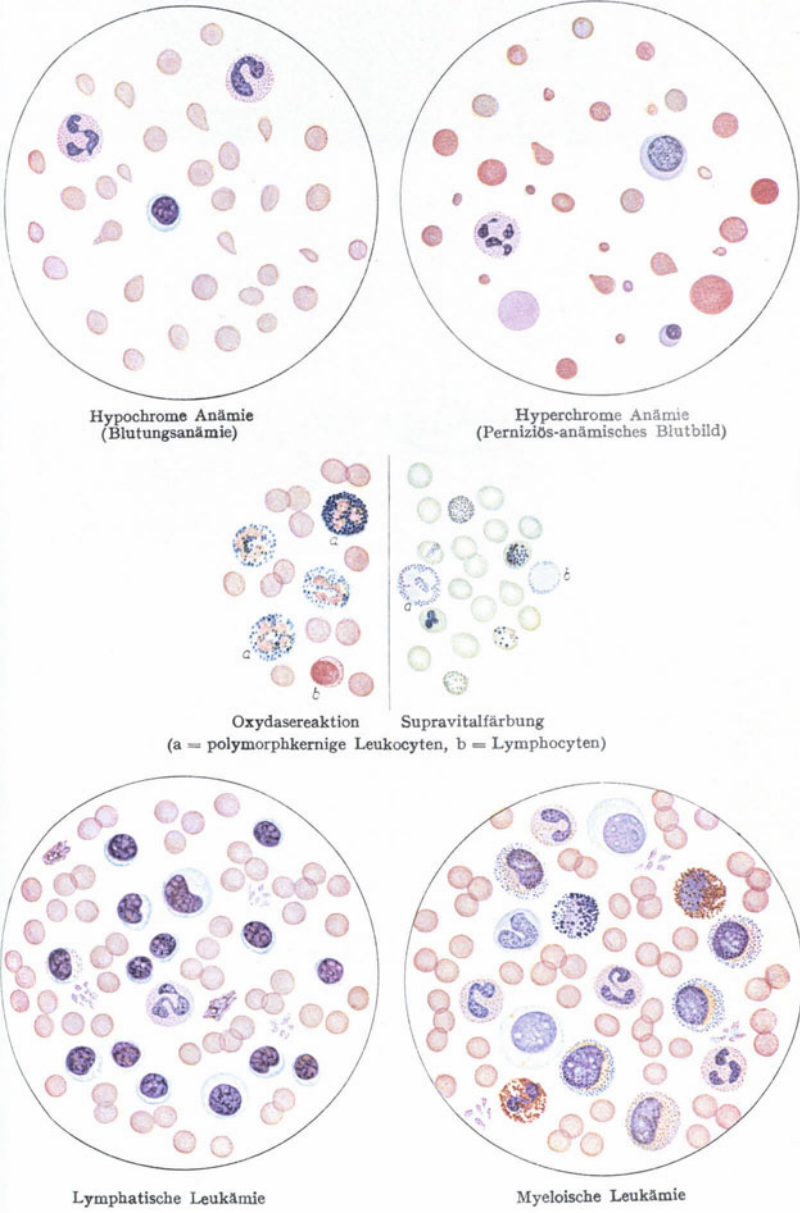 Hypochrome Anämie
(Blutungsanämie)
Hyperchrome Anämie
(Perniziös-anämisches Blutbild)
a
a
b
a
b
Oxydasereaktion
Supravitalfärbung
(a = polymorphkernige Leukocyten, b = Lymphocyten)
Lymphatische Leukämie
Myeloische Leukämie